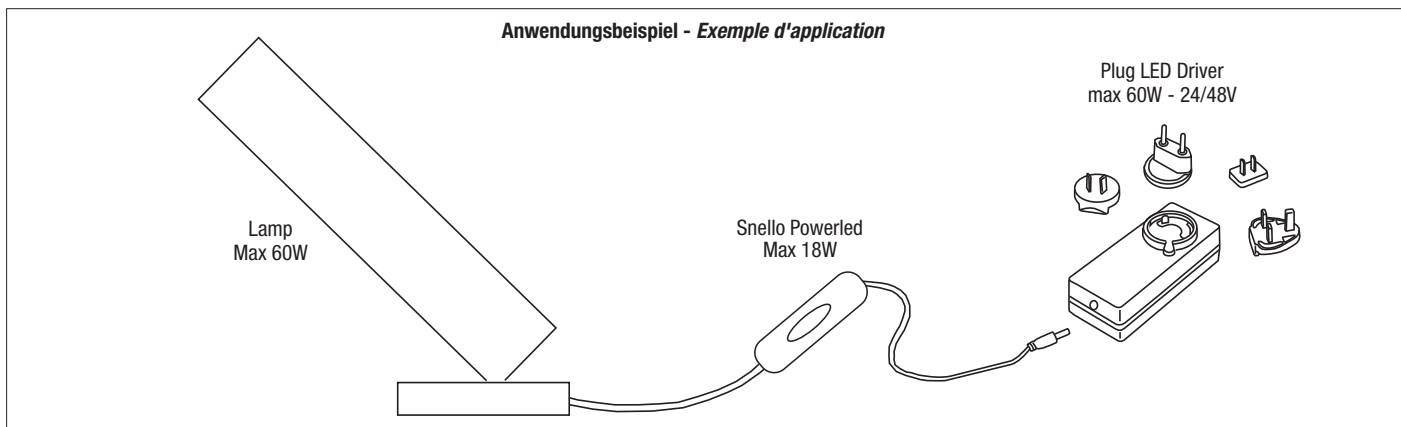 Anwendungsbeispiel - Exemple d'application
Plug LED Driver
max 60W - 24/48V
Lamp
Max 60W
Snello Powerled
Max 18W